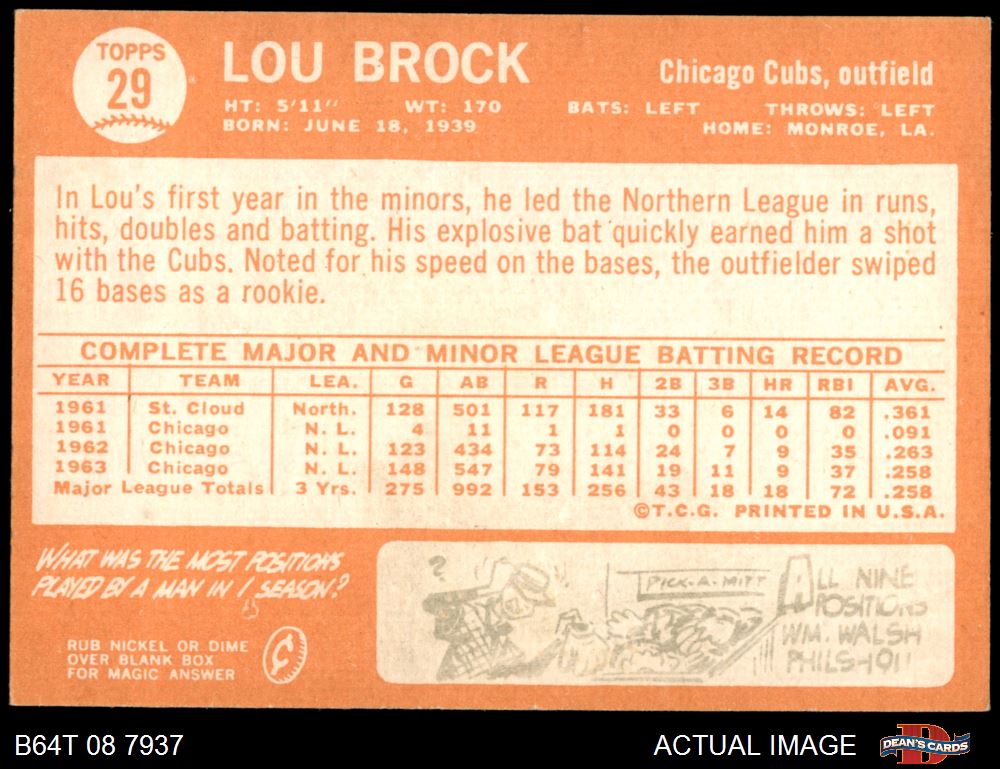 TOPPS
29
LOU BROCK
Chicago Cubs, outfield
HT: 5'11" WT: 170 BATS: LEFT THROWS: LEFT
BORN: JUNE 18, 1939 HOME: MONROE, LA.
In Lou's first year in the minors, he led the Northern League in runs,
hits, doubles and batting. His explosive bat quickly earned him a shot
with the Cubs. Noted for his speed on the bases, the outfielder swiped
16 bases as a rookie.
COMPLETE MAJOR AND MINOR LEAGUE BATTING RECORD
YEAR TEAM LEA. G AB R H 2B 3B HR RBI AVG.
1961 St. Cloud North. 128 501 117 181 33 6 14 82 .361
1961 Chicago N. L. 4 11 1 1 0 0 0 0 .091
1962 Chicago N. L. 123 434 73 114 24 7 9 35 .263
1963 Chicago N. L. 148 547 79 141 19 11 9 37 .258
Major League Totals 3 Yrs. 275 992 153 256 43 18 18 72 .258
©T.C.G. PRINTED IN U.S.A.
WHAT WAS THE MOST POSITIONS
PLAYED BY A MAN IN 1 SEASON?
RUB NICKEL OR DIME
OVER BLANK BOX
FOR MAGIC ANSWER
?
PICK-A-MITT
ALL NINE
POSITIONS
WM. WALSH
PHILS-1911
B64T 08 7937
ACTUAL IMAGE
DEAN'S CARDS